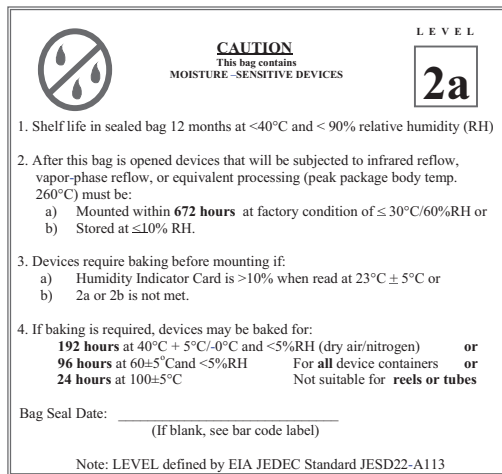 LEVEL
CAUTION
This bag contains
MOISTURE –SENSITIVE DEVICES
2a
1. Shelf life in sealed bag 12 months at <40°C and < 90% relative humidity (RH)
2. After this bag is opened devices that will be subjected to infrared reflow,
vapor-phase reflow, or equivalent processing (peak package body temp.
260°C) must be:
a) Mounted within 672 hours at factory condition of ≤ 30°C/60%RH or
b) Stored at ≤10% RH.
3. Devices require baking before mounting if:
a) Humidity Indicator Card is >10% when read at 23°C ± 5°C or
b) 2a or 2b is not met.
4. If baking is required, devices may be baked for:
192 hours at 40°C + 5°C/-0°C and <5%RH (dry air/nitrogen) or
96 hours at 60±5°Cand <5%RH For all device containers or
24 hours at 100±5°C Not suitable for reels or tubes
Bag Seal Date: ______________________________
(If blank, see bar code label)
Note: LEVEL defined by EIA JEDEC Standard JESD22-A113